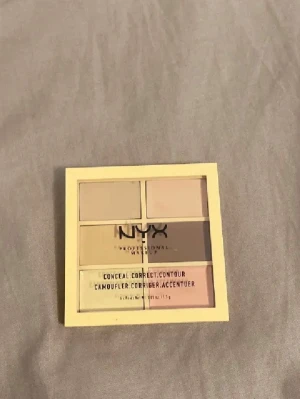 NYX
PROFESSIONAL
MAKEUP
CONCEAL.CORRECT.CONTOUR
CAMOUFLER.CORRIGER.ACCENTUER